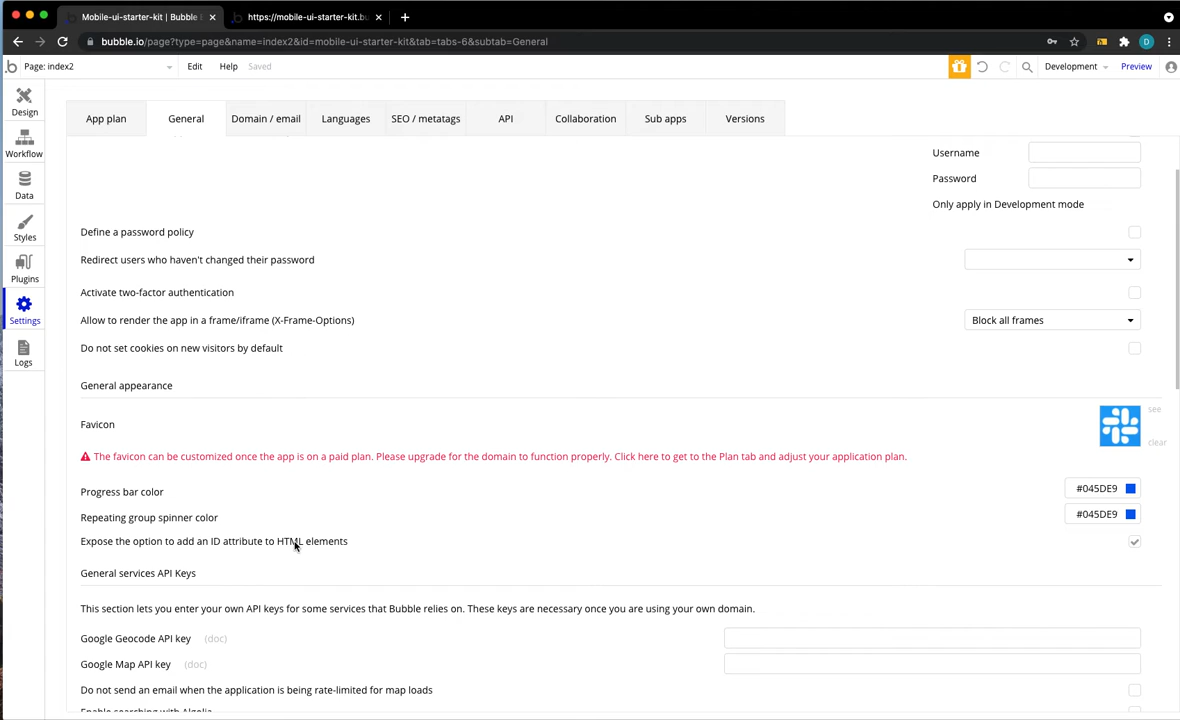 Mobile-ui-starter-kit | Bubble
https://mobile-ui-starter-kit.bu
bubble.io/page?type=page&name=index2&id=mobile-ui-starter-kit&tab=tabs-6&subtab=General
D
b
Page: index2
Edit
Help
Saved
Development
Preview
Design
Workflow
Data
Styles
Plugins
Settings
Logs
App plan
General
Domain / email
Languages
SEO / metatags
API
Collaboration
Sub apps
Versions
Username
Password
Only apply in Development mode
Define a password policy
Redirect users who haven't changed their password
Activate two-factor authentication
Allow to render the app in a frame/iframe (X-Frame-Options)
Block all frames
Do not set cookies on new visitors by default
General appearance
Favicon
see
clear
The favicon can be customized once the app is on a paid plan. Please upgrade for the domain to function properly. Click here to get to the Plan tab and adjust your application plan.
Progress bar color
#045DE9
Repeating group spinner color
#045DE9
Expose the option to add an ID attribute to HTML elements
General services API Keys
This section lets you enter your own API keys for some services that Bubble relies on. These keys are necessary once you are using your own domain.
Google Geocode API key (doc)
Google Map API key (doc)
Do not send an email when the application is being rate-limited for map loads
Enable searching with Algolia